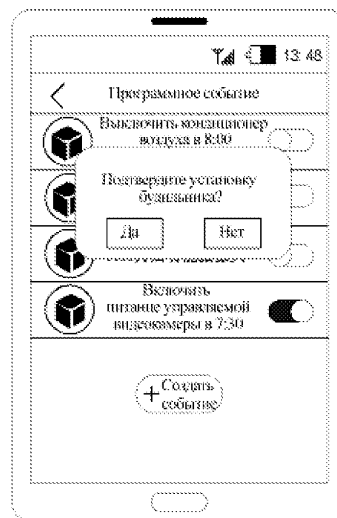 13: 48
Программное событие
Выключить кондиционер
воздуха в 8:00
Подтвердите установку
будильника?
Да
Нет
Включить
питание управляемой
видеокамеры в 7:30
+ Создать
событие